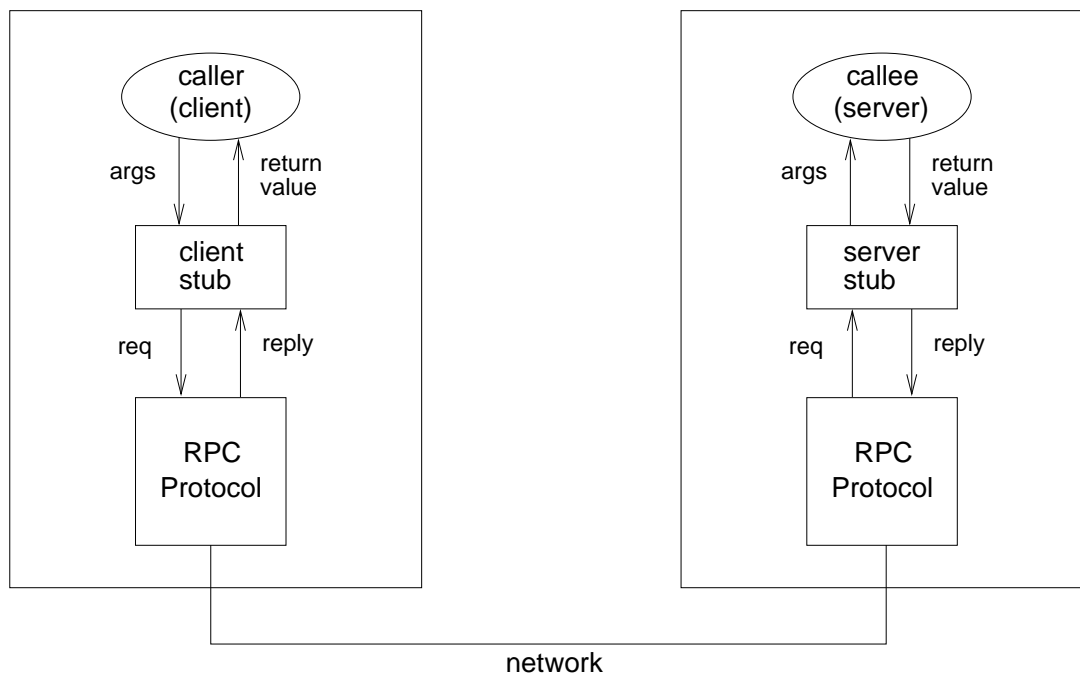 caller
(client)
args
return
value
client
stub
req
reply
RPC
Protocol
callee
(server)
args
return
value
server
stub
req
reply
RPC
Protocol
network